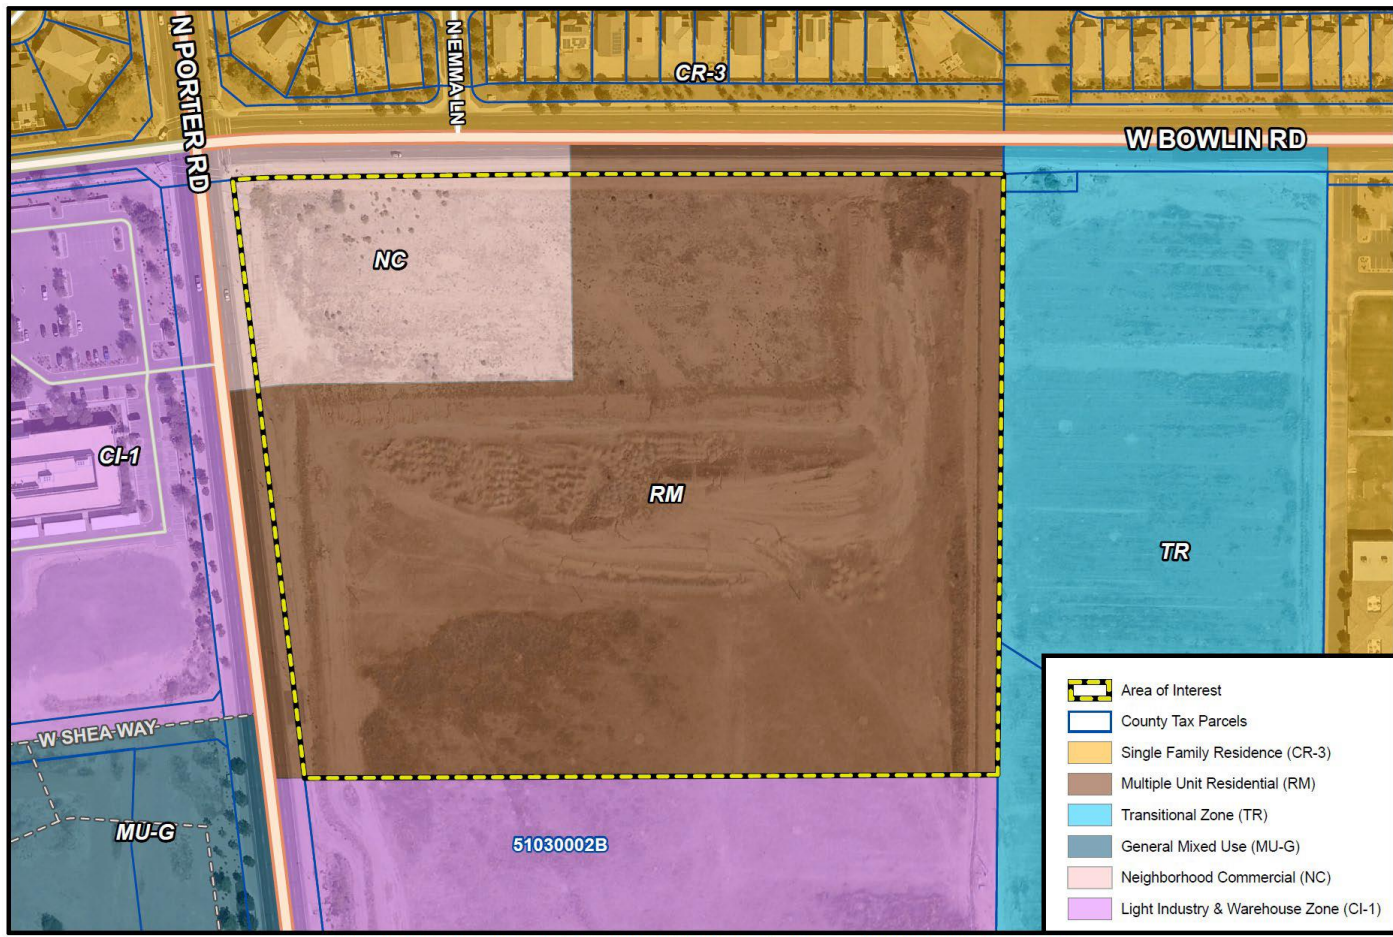 N PORTER RD
N EMMA LN
CR-3
W BOWLIN RD
NC
CI-1
RM
TR
W SHEA WAY
MU-G
51030002B
Area of Interest
County Tax Parcels
Single Family Residence (CR-3)
Multiple Unit Residential (RM)
Transitional Zone (TR)
General Mixed Use (MU-G)
Neighborhood Commercial (NC)
Light Industry & Warehouse Zone (CI-1)